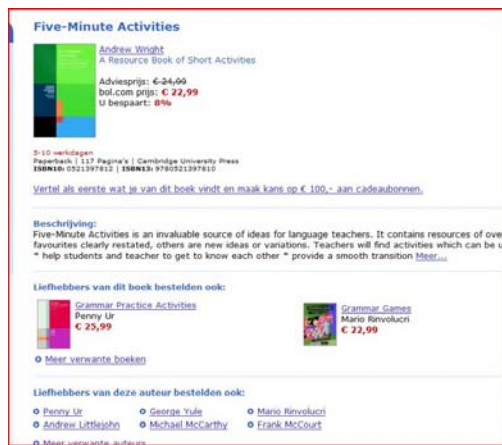 Five-Minute Activities
Andrew Wright
A Resource Book of Short Activities
Adviesprijs: € 24,99
bol.com prijs: € 22,99
U bespaart: 8%
5-10 werkdagen
Paperback | 117 Pagina's | Cambridge University Press
ISBN10: 0521397812 | ISBN13: 9780521397810
Vertel als eerste wat je van dit boek vindt en maak kans op € 100,- aan cadeaubonnen.
Beschrijving:
Five-Minute Activities is an invaluable source of ideas for language teachers. It contains resources of over
favourites clearly restated, others are new ideas or variations. Teachers will find activities which can be u
* help students and teacher to get to know each other * provide a smooth transition Meer...
Liefhebbers van dit boek bestelden ook:
Grammar Practice Activities
Penny Ur
€ 25,99
Grammar Games
Mario Rinvolucri
€ 22,99
Meer verwante boeken
Liefhebbers van deze auteur bestelden ook:
Penny Ur George Yule Mario Rinvolucri
Andrew Littlejohn Michael McCarthy Frank McCourt
Meer verwante auteurs